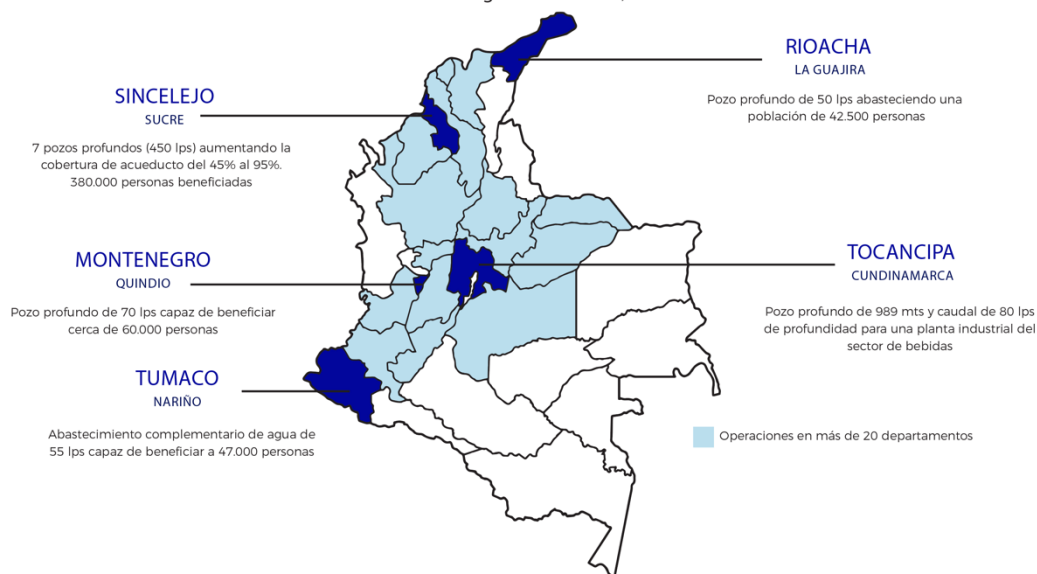 RIOACHA
LA GUAJIRA
Pozo profundo de 50 lps abasteciendo una
población de 42.500 personas
SINCELEJO
SUCRE
7 pozos profundos (450 lps) aumentando la
cobertura de acueducto del 45% al 95%.
380.000 personas beneficiadas
MONTENEGRO
QUINDIO
Pozo profundo de 70 lps capaz de beneficiar
cerca de 60.000 personas
TOCANCIPA
CUNDINAMARCA
Pozo profundo de 989 mts y caudal de 80 lps
de profundidad para una planta industrial del
sector de bebidas
TUMACO
NARIÑO
Abastecimiento complementario de agua de
55 lps capaz de beneficiar a 47.000 personas
Operaciones en más de 20 departamentos